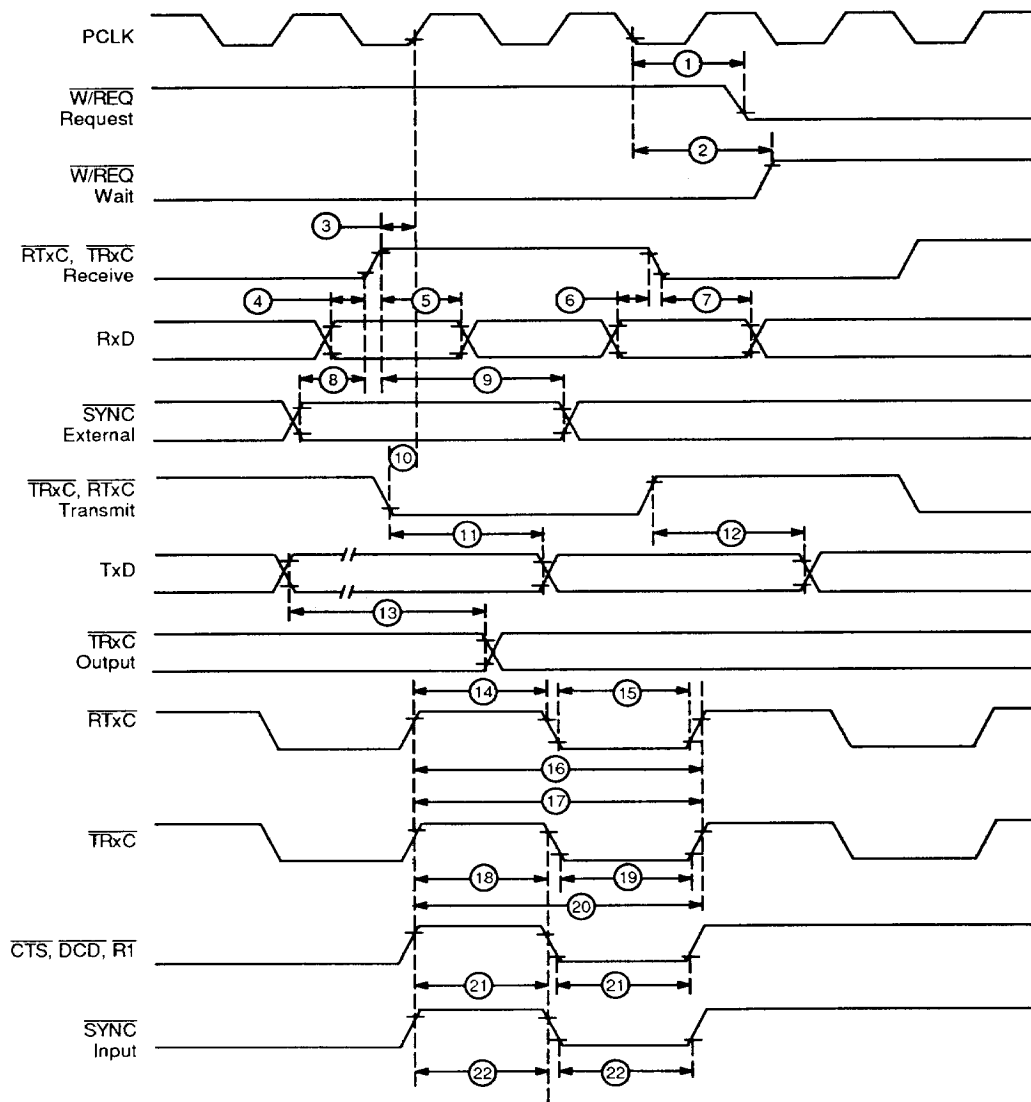 PCLK
1
W/REQ
Request
2
W/REQ
Wait
3
RTxC, TRxC
Receive
4
5
6
7
RxD
8
9
SYNC
External
10
TRxC, RTxC
Transmit
11
12
TxD
13
TRxC
Output
14
15
RTxC
16
17
TRxC
18
19
20
CTS, DCD, R1
21
21
SYNC
Input
22
22